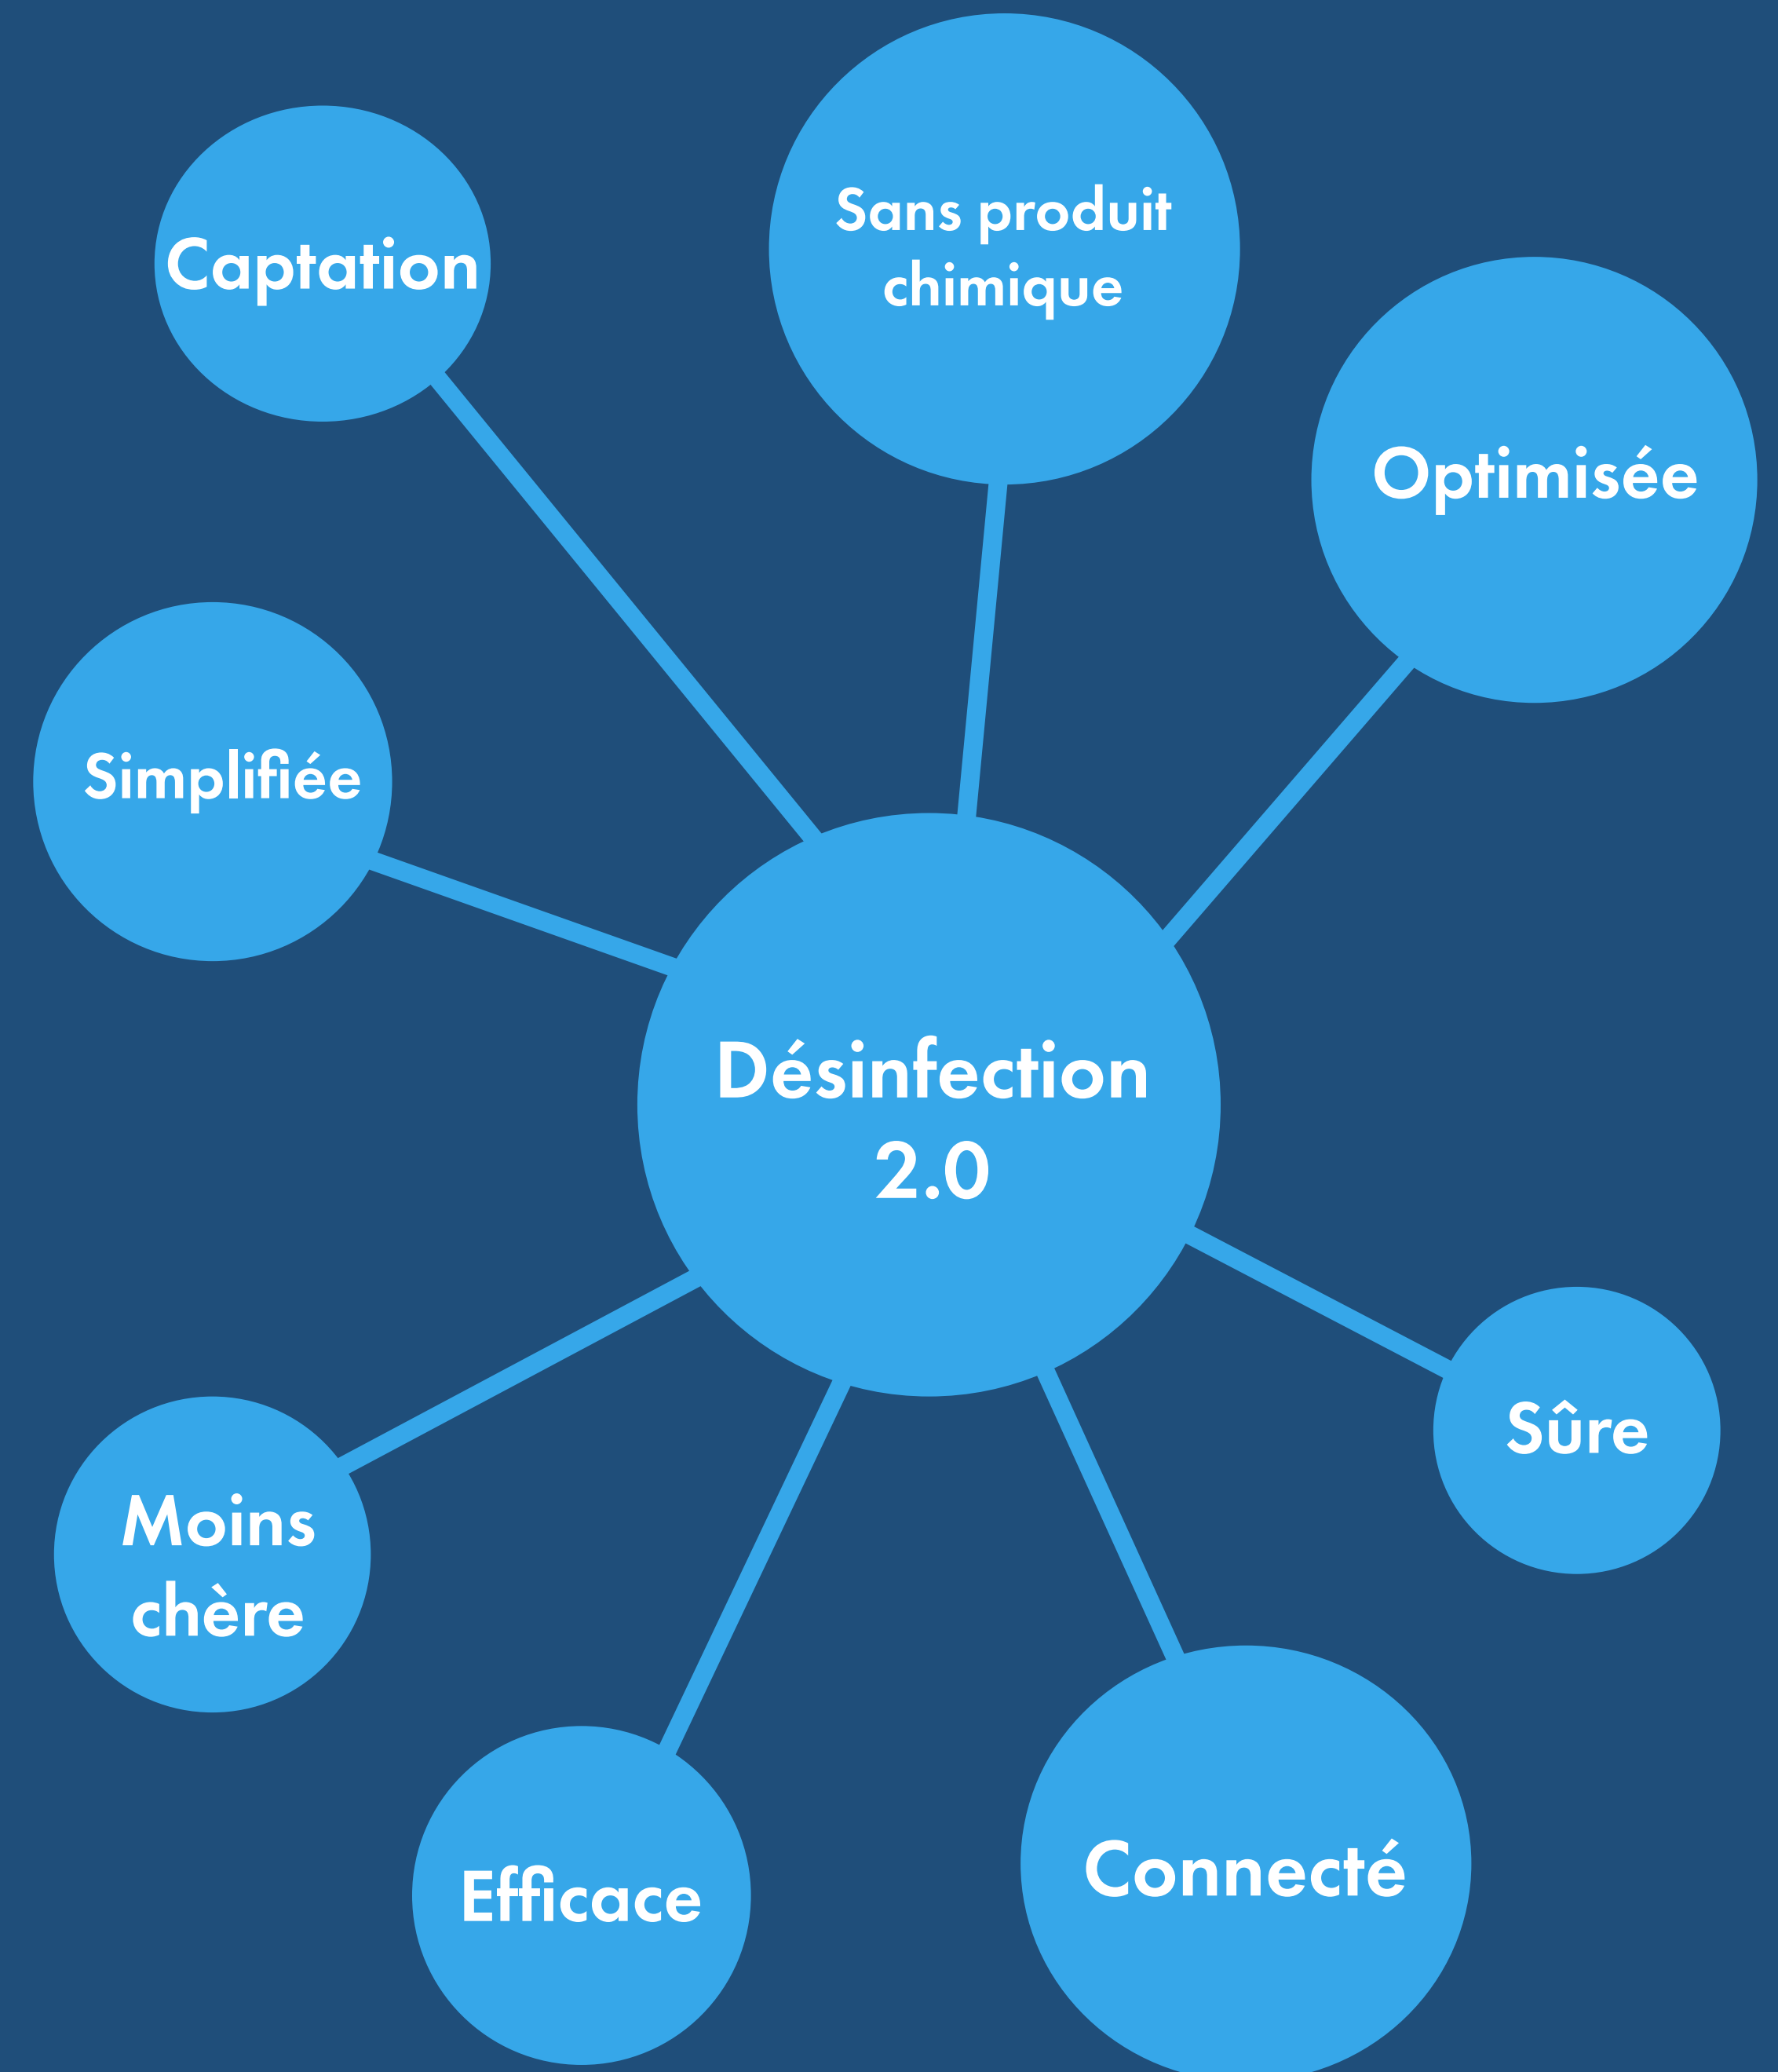 Sans produit
chimique
Captation
Optimisée
Simplifiée
Désinfection
2.0
Sûre
Moins
chère
Connecté
Efficace